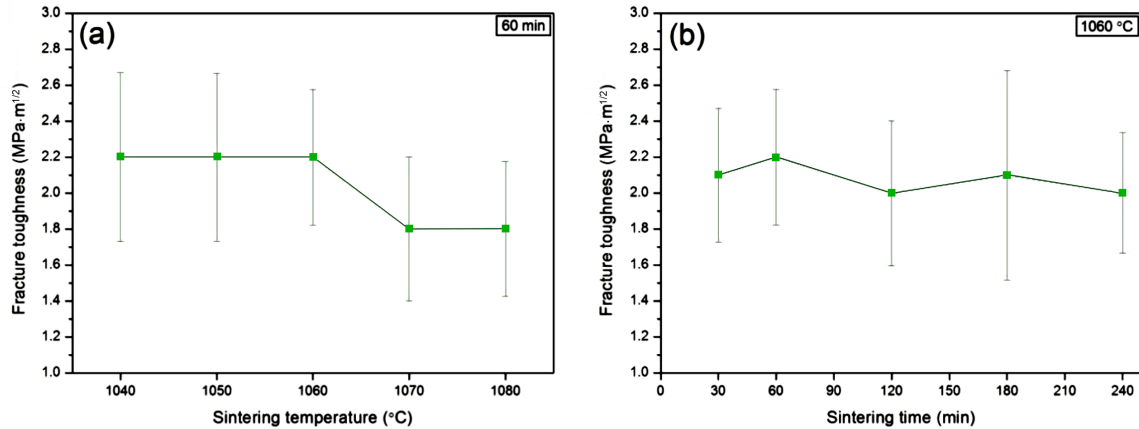 (a)
60 min
3.0
2.8
2.6
2.4
2.2
2.0
1.8
1.6
1.4
1.2
1.0
Fracture toughness (MPa·m1/2)
1040 1050 1060 1070 1080
Sintering temperature (°C)
(b)
1060 °C
3.0
2.8
2.6
2.4
2.2
2.0
1.8
1.6
1.4
1.2
1.0
Fracture toughness (MPa·m1/2)
0 30 60 90 120 150 180 210 240
Sintering time (min)